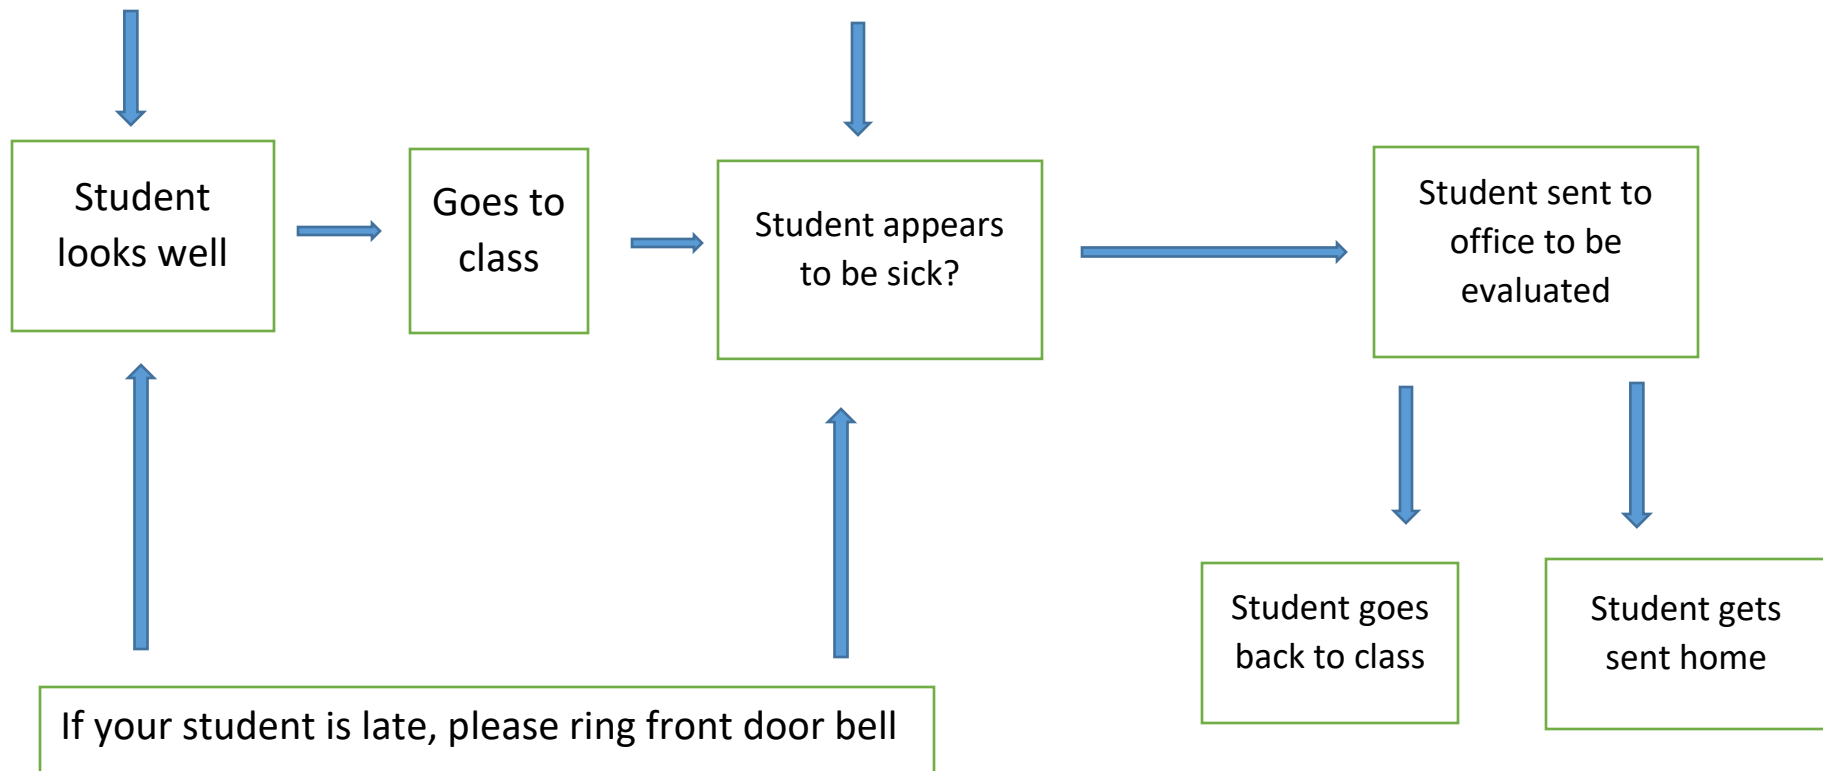 Student
looks well
Goes to
class
Student appears
to be sick?
Student sent to
office to be
evaluated
Student goes
back to class
Student gets
sent home
If your student is late, please ring front door bell